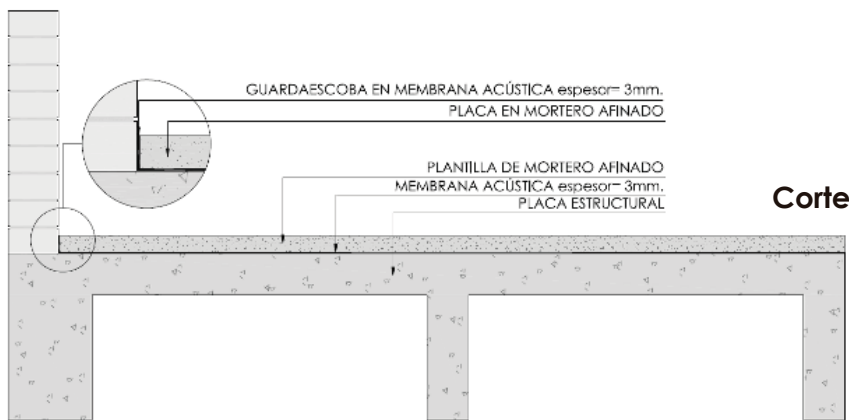 GUARDAESCOBA EN MEMBRANA ACÚSTICA espesor= 3mm.
PLACA EN MORTERO AFINADO
PLANTILLA DE MORTERO AFINADO
MEMBRANA ACÚSTICA espesor= 3mm.
PLACA ESTRUCTURAL
Corte